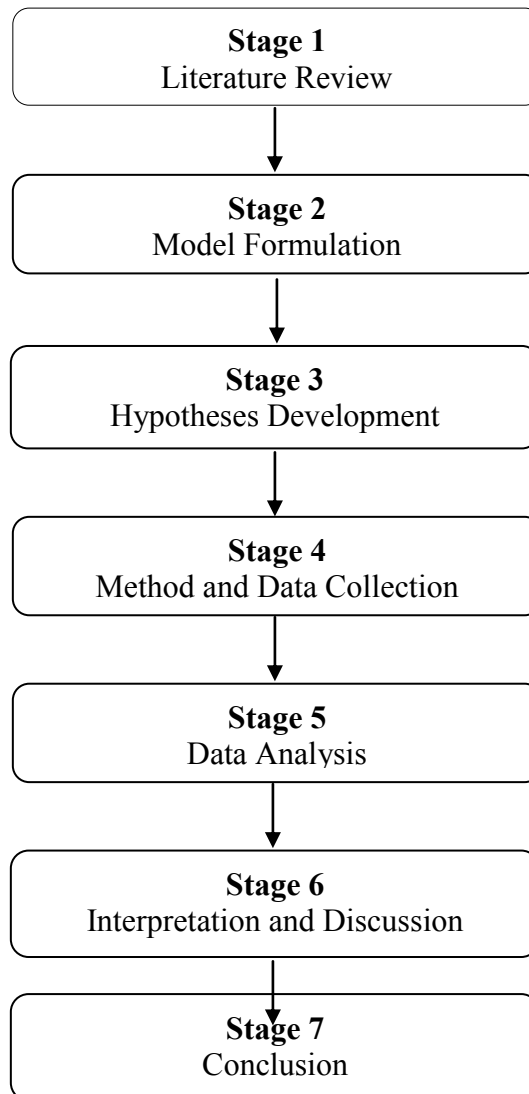 Stage 1
Literature Review
Stage 2
Model Formulation
Stage 3
Hypotheses Development
Stage 4
Method and Data Collection
Stage 5
Data Analysis
Stage 6
Interpretation and Discussion
Stage 7
Conclusion